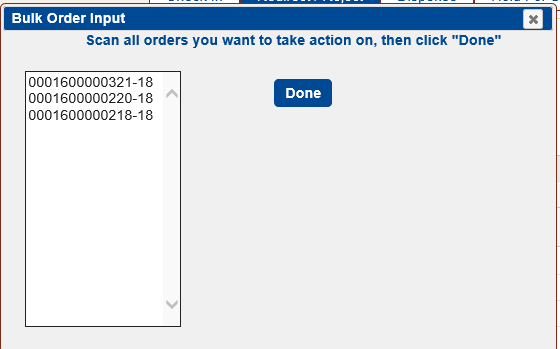 Bulk Order Input
Scan all orders you want to take action on, then click "Done"
0001600000321-18
0001600000220-18
0001600000218-18
Done